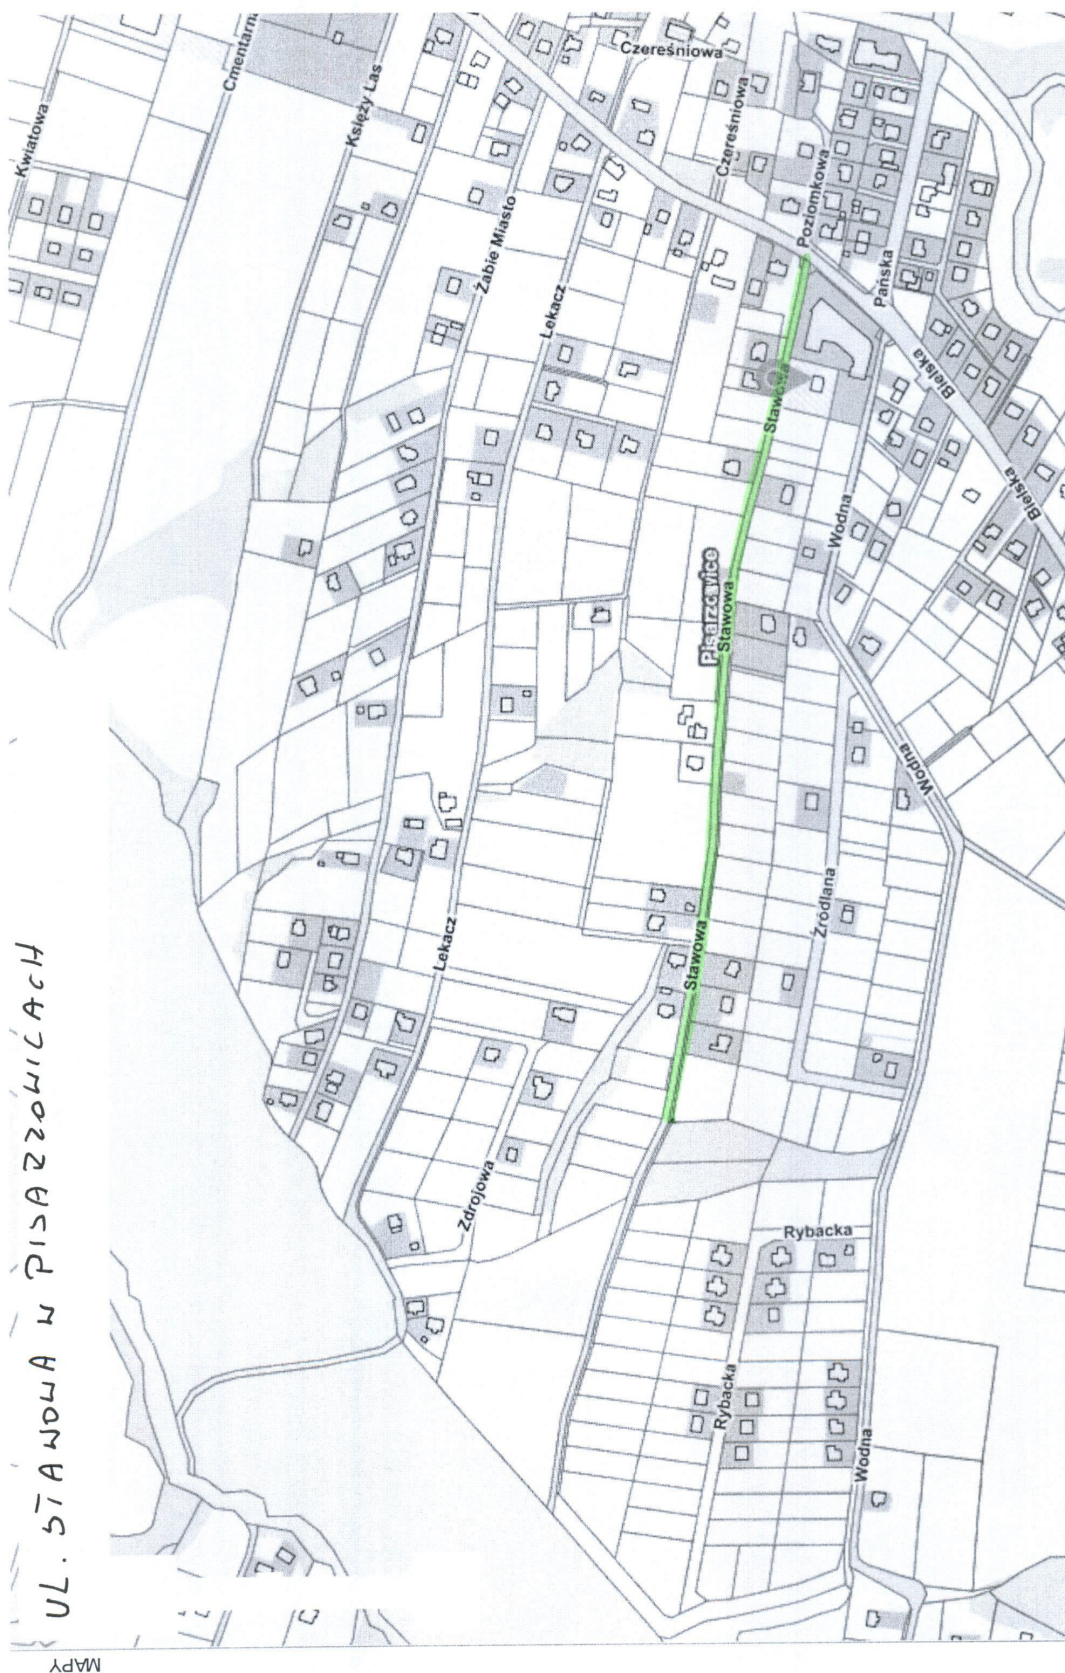 MAPY
UL. STAWOWA W PISARZOWICACH
Kwiatowa
Cmentarna
Księży Las
Żabie Miasto
Lekacz
Czereśniowa
Czereśniowa
Poziomkowa
Pańska
Bielska
Bielska
Stawowa
Wodna
Pisarzowice
Stawowa
Wodna
Źródlana
Stawowa
Lekacz
Zdrojowa
Rybacka
Rybacka
Wodna